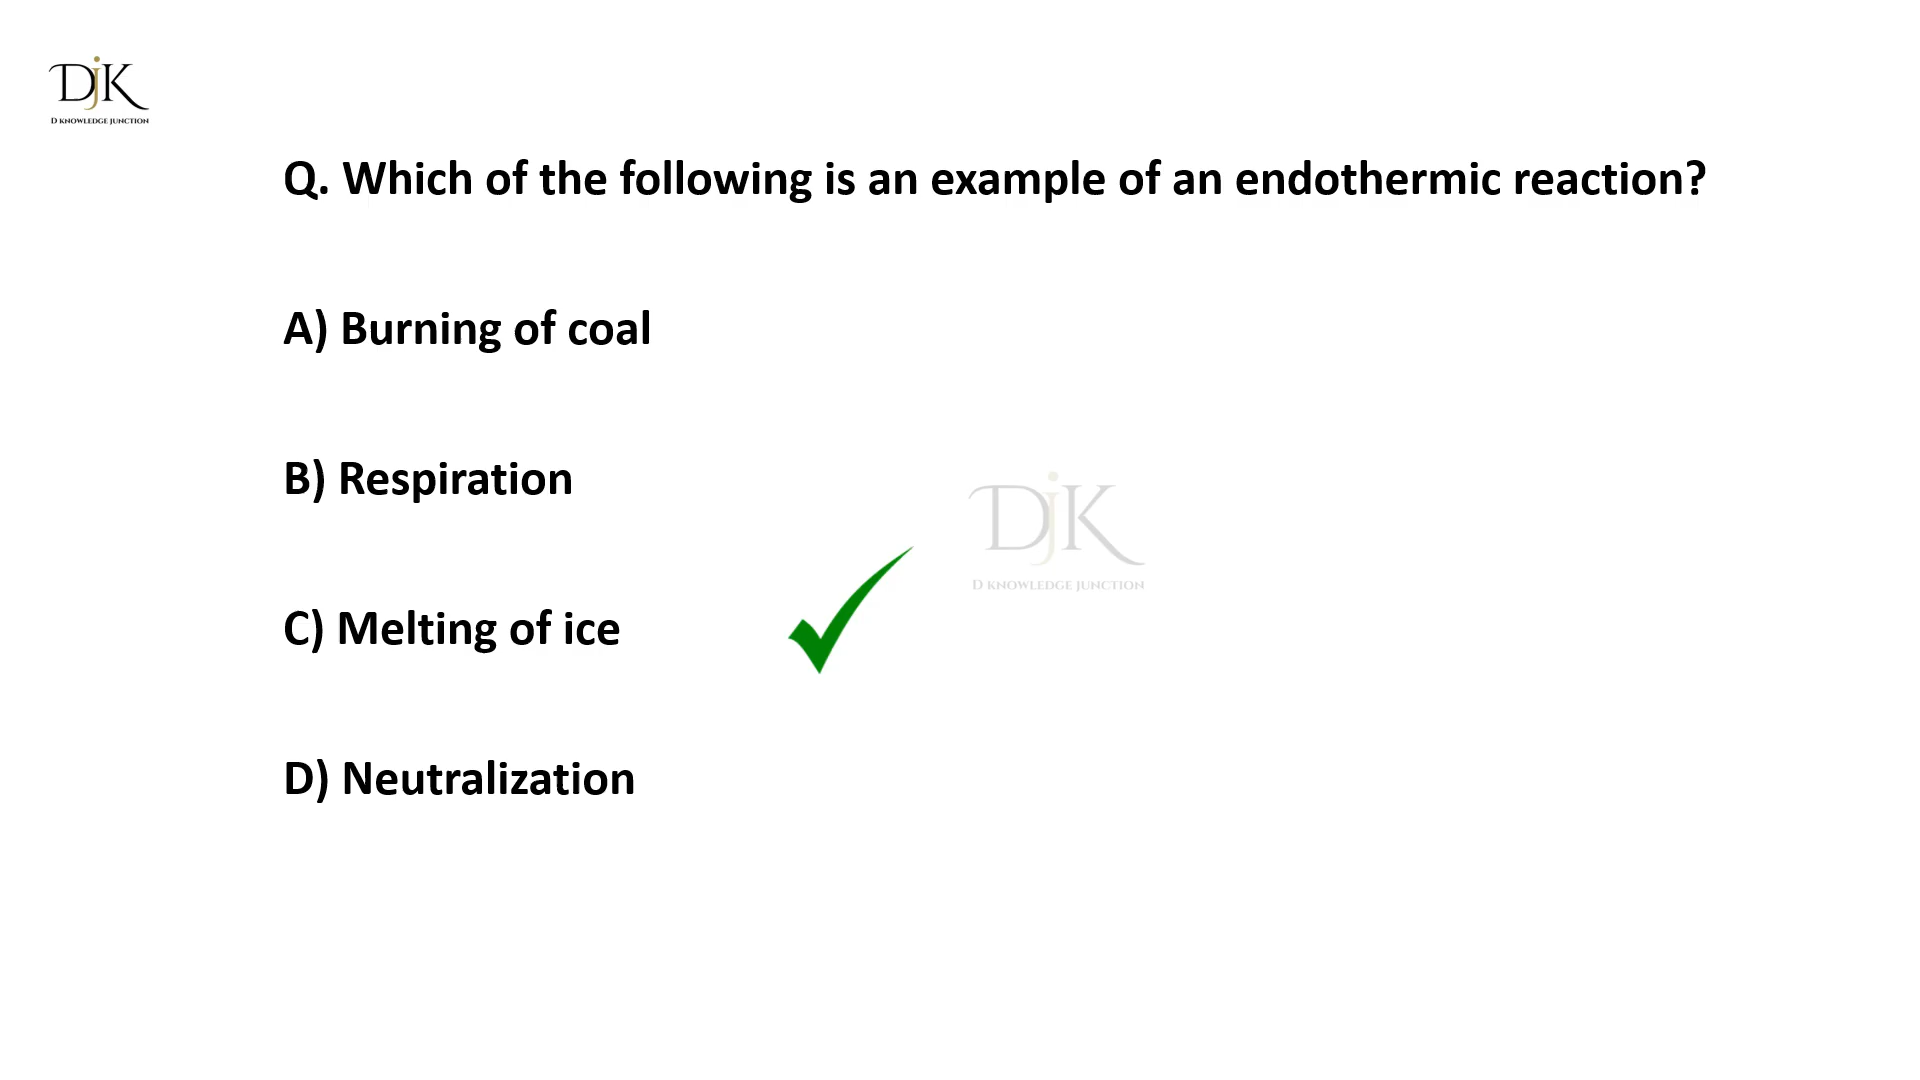 DjK
D KNOWLEDGE JUNCTION
Q. Which of the following is an example of an endothermic reaction?
A) Burning of coal
B) Respiration
DjK
D KNOWLEDGE JUNCTION
C) Melting of ice
D) Neutralization